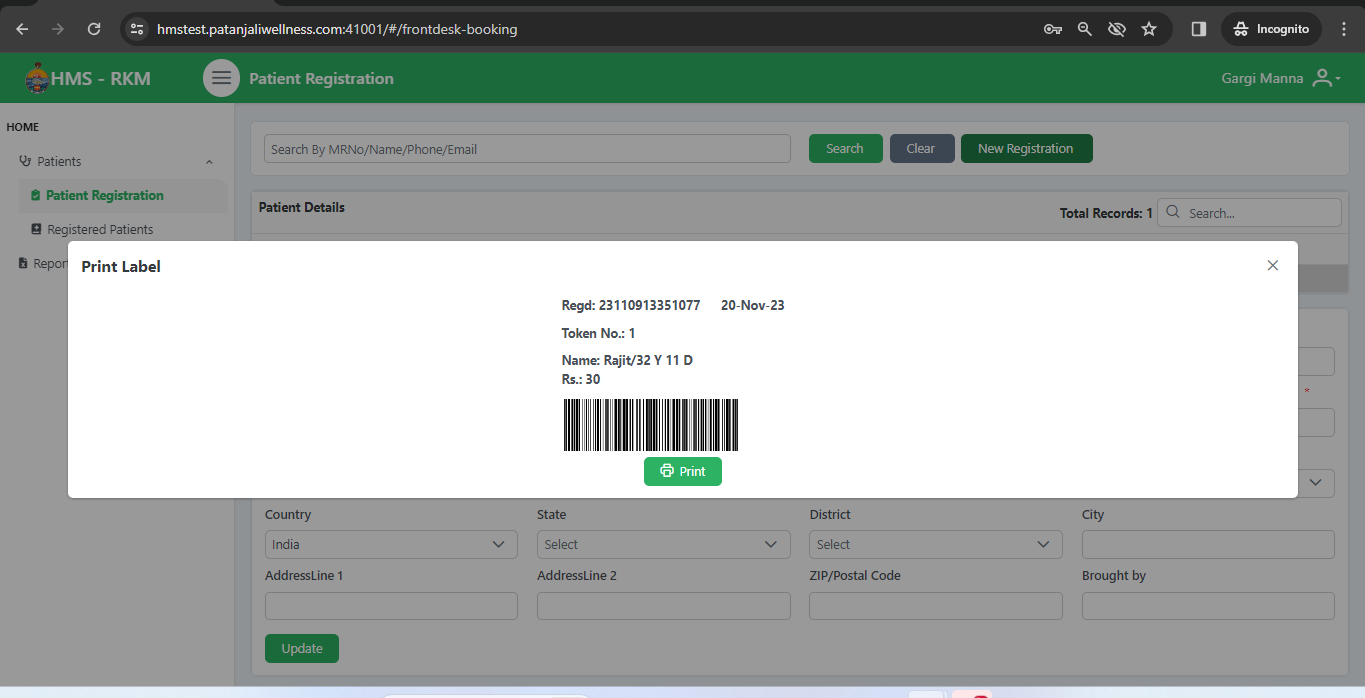 hmstest.patanjaliwellness.com:41001/#/frontdesk-booking
Incognito
HMS - RKM
Patient Registration
Gargi Manna
HOME
Patients
Patient Registration
Registered Patients
Report
Search By MRNo/Name/Phone/Email
Search
Clear
New Registration
Patient Details
Total Records: 1
Search...
Print Label
Regd: 23110913351077 20-Nov-23
Token No.: 1
Name: Rajit/32 Y 11 D
Rs.: 30
Print
*
Country State District City
India Select Select
AddressLine 1 AddressLine 2 ZIP/Postal Code Brought by
Update